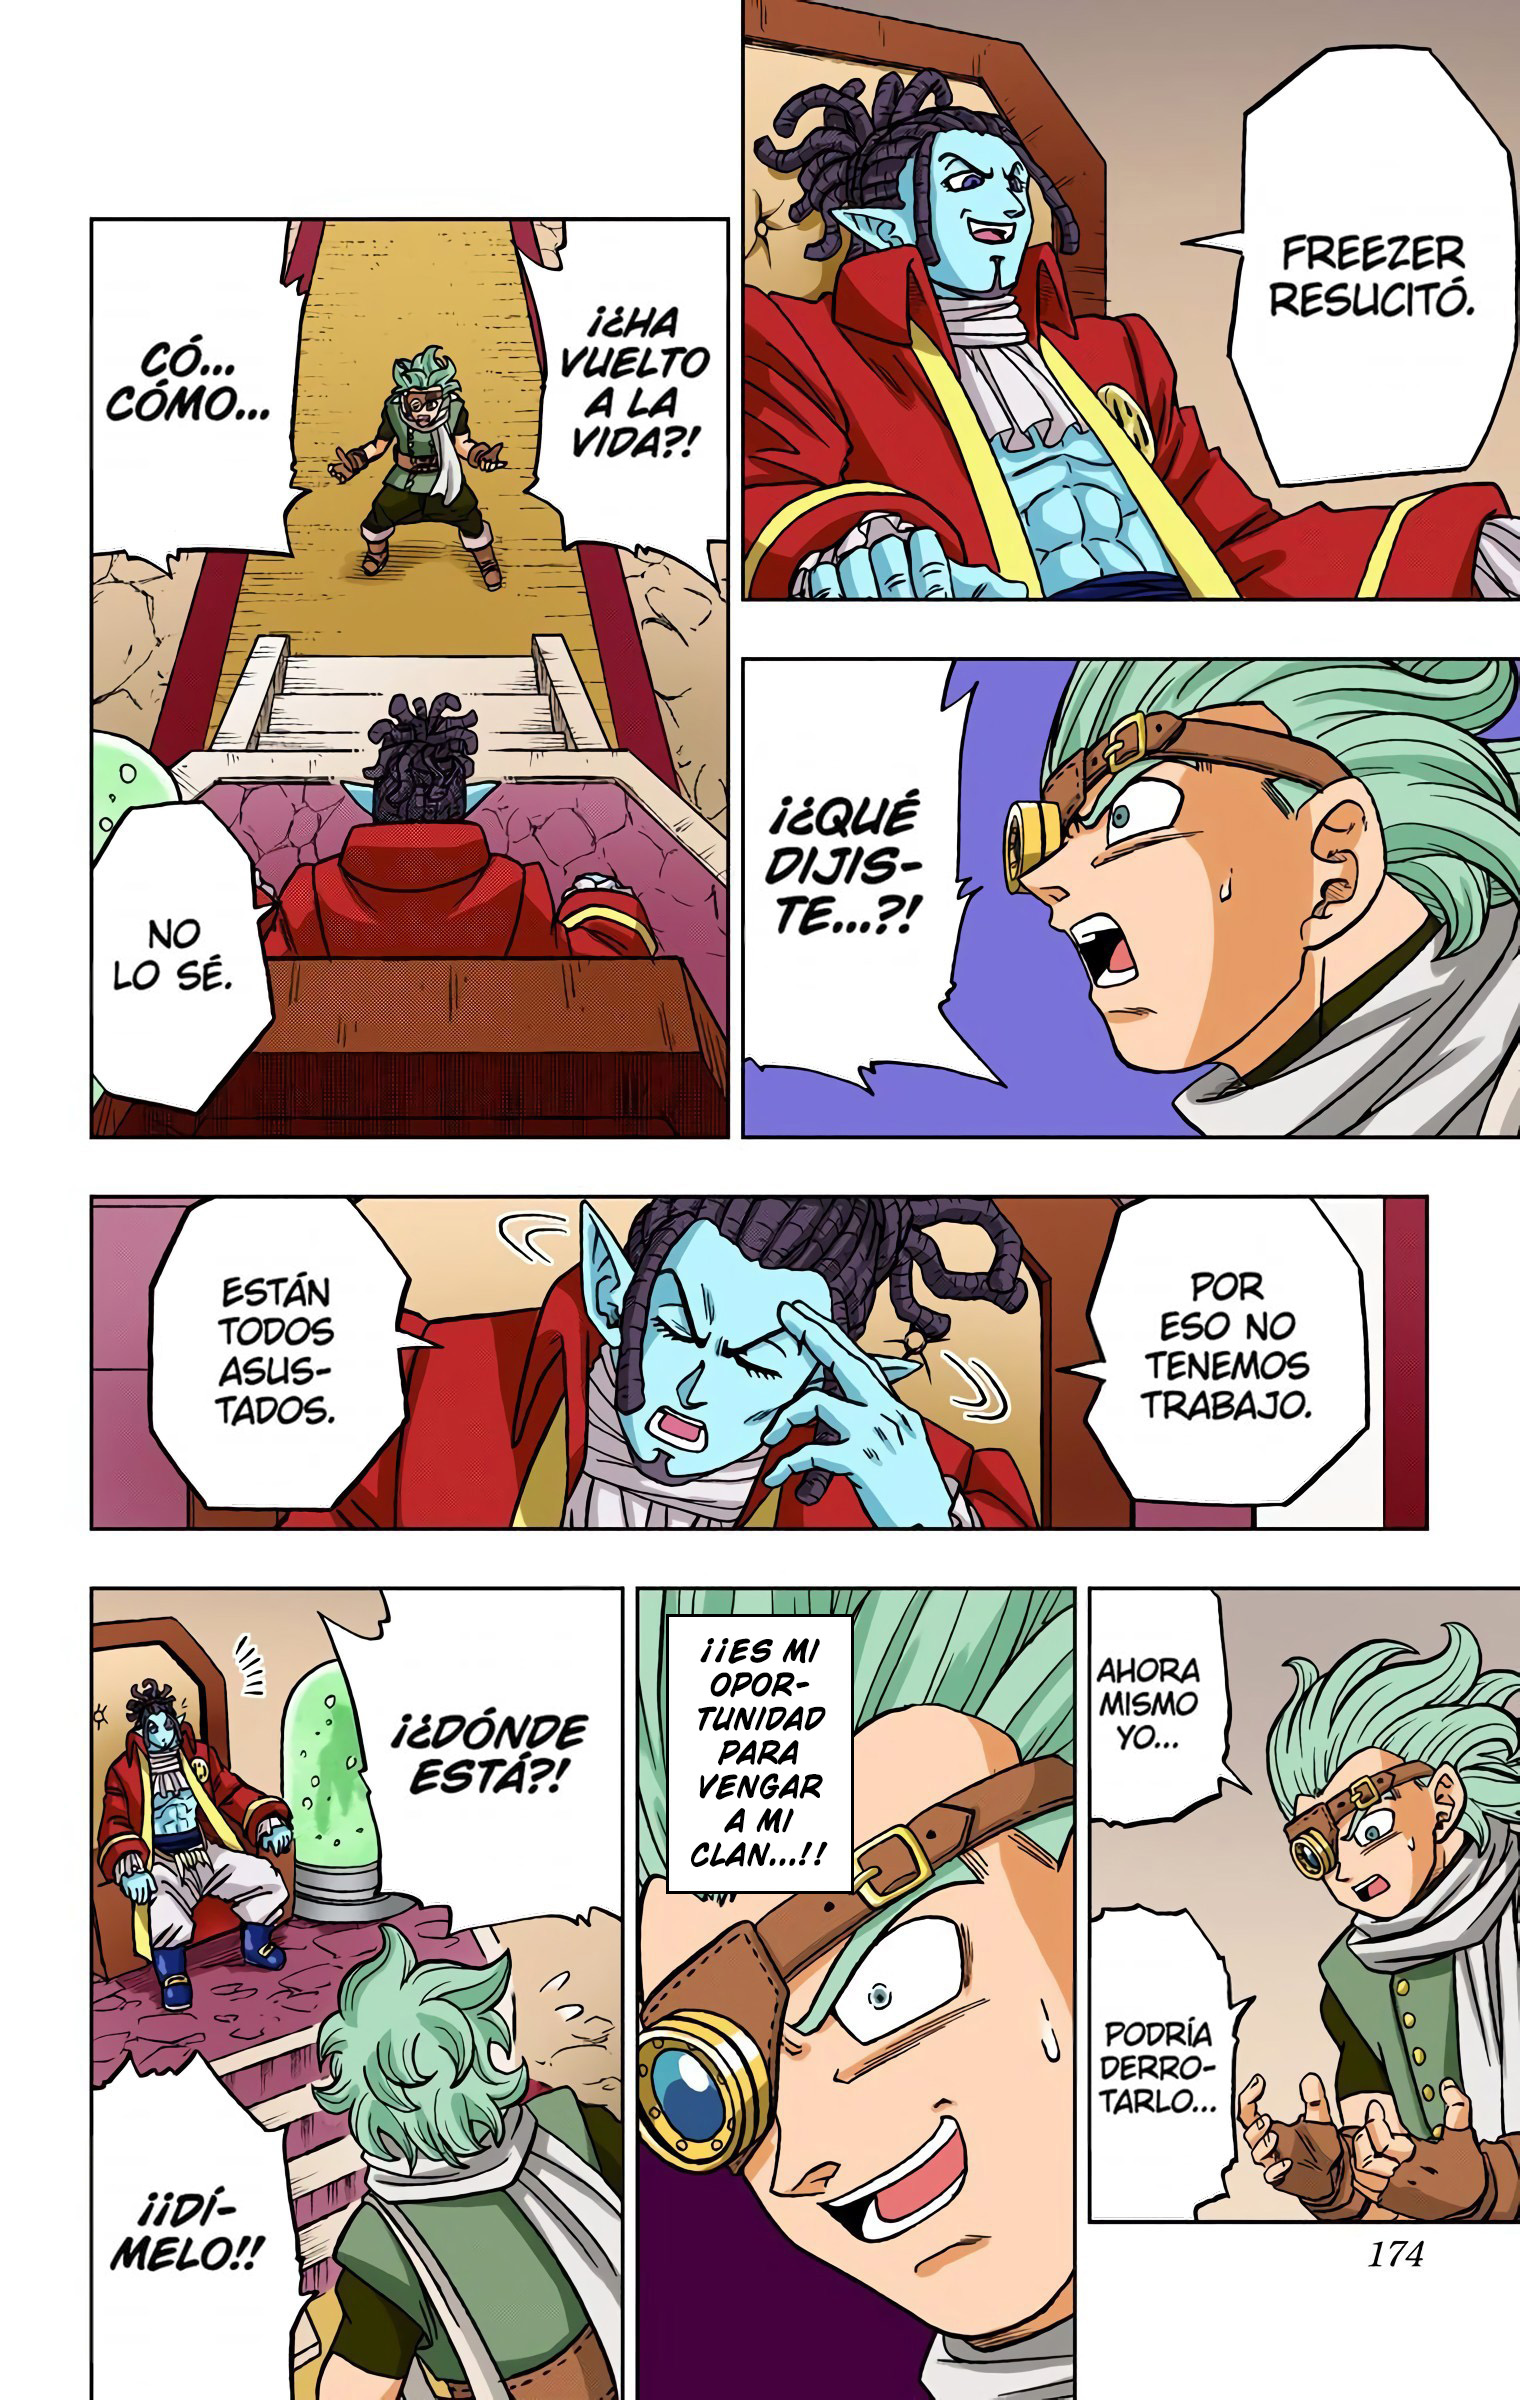 FREEZER
RESUCITÓ.
¡¿QUÉ
DIJIS-
TE...?!
¡¿HA
VUELTO
A LA
VIDA?!
CÓ...
CÓMO...
NO
LO SÉ.
POR
ESO NO
TENEMOS
TRABAJO.
ESTÁN
TODOS
ASUS-
TADOS.
AHORA
MISMO
YO...
PODRÍA
DERRO-
TARLO...
¡¡ES MI
OPOR-
TUNIDAD
PARA
VENGAR
A MI
CLAN...!!
¡¿DÓNDE
ESTÁ?!
¡¡DÍ-
MELO!!
174